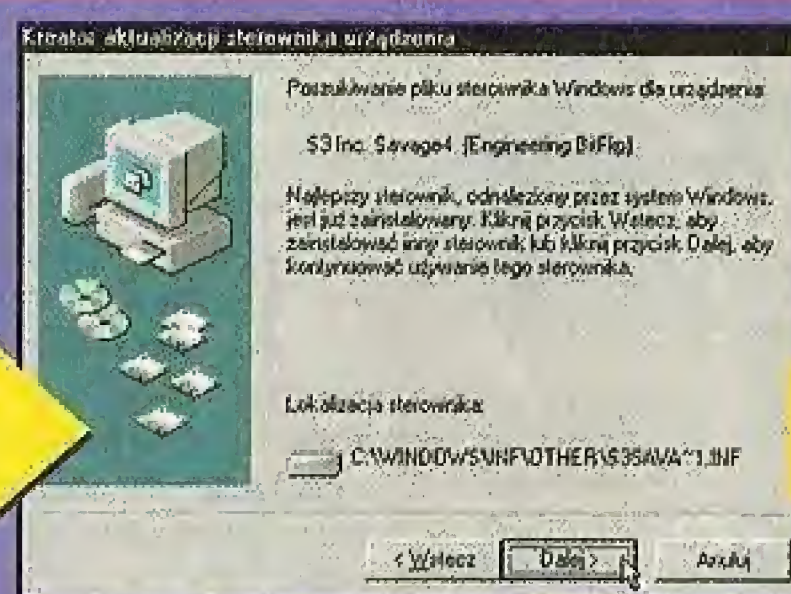 Kreator aktualizacji sterownika urządzenia
Poszukiwanie pliku sterownika Windows dla urządzenia:
S3 Inc. Savage4 (Engineering
Najlepszy sterownik, odnaleziony przez system Windows,
jest już zainstalowany. Kliknij przycisk Wstecz, aby
zainstalować inny sterownik lub kliknij przycisk Dalej, aby
kontynuować używanie tego sterownika.
Lokalizacja sterownika:
C:\WINDOWS\INF\OTHER\S3SAVA~1.INF
< Wstecz
Dalej >
Anuluj